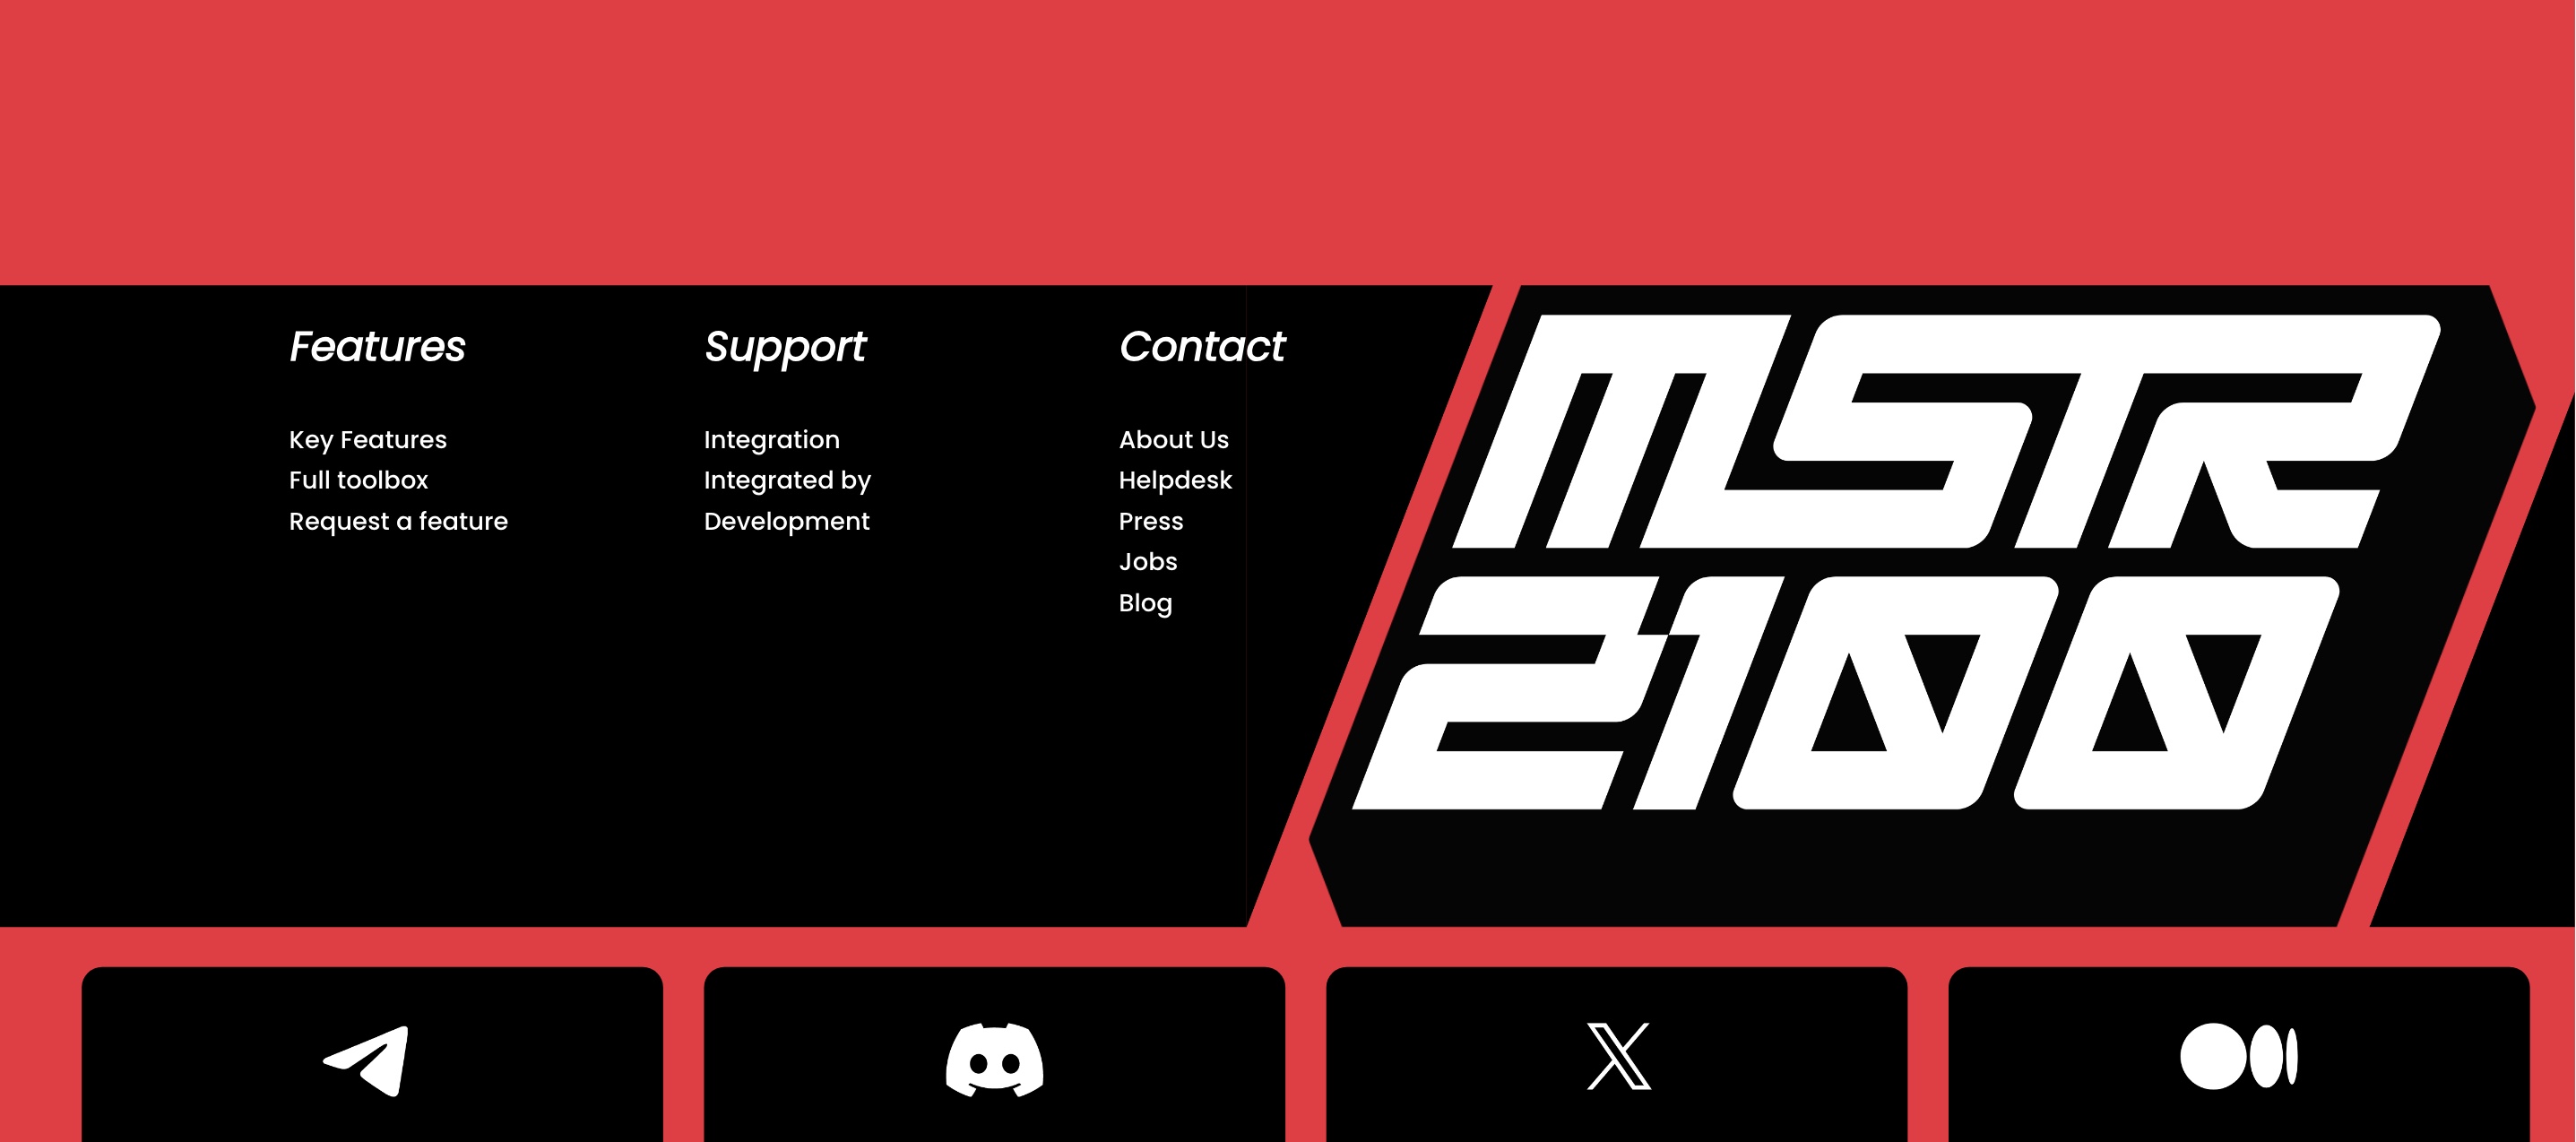 Features
Key Features
Full toolbox
Request a feature
Support
Integration
Integrated by
Development
Contact
About Us
Helpdesk
Press
Jobs
Blog
MSTR
2100